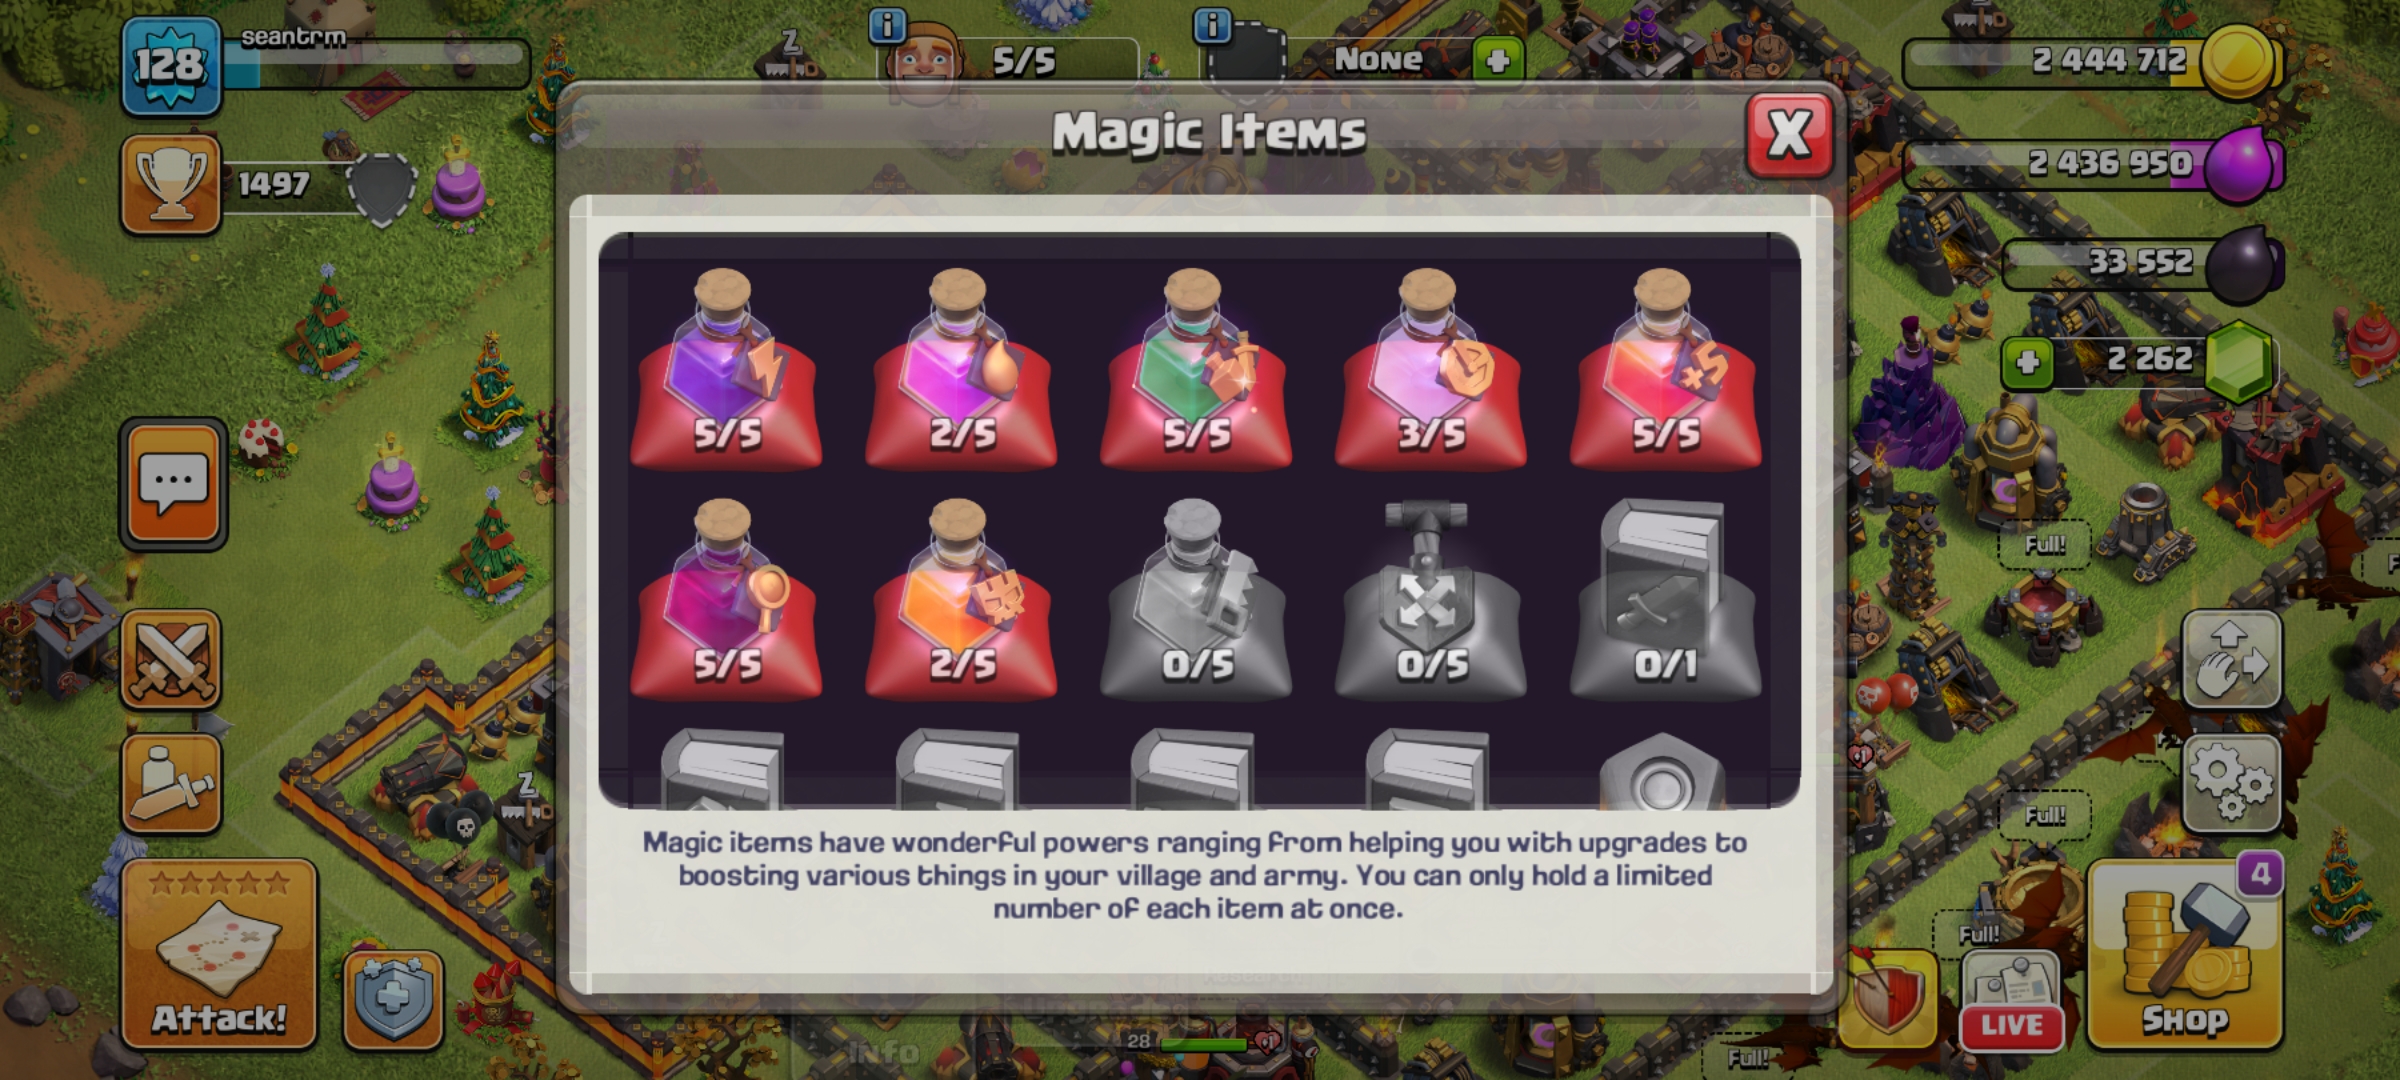 128
seantrm
5/5
None
2 444 712
1497
2 436 950
33 552
2 262
Magic Items
X
5/5
2/5
5/5
3/5
x5
5/5
5/5
2/5
0/5
0/5
0/1
Magic items have wonderful powers ranging from helping you with upgrades to
boosting various things in your village and army. You can only hold a limited
number of each item at once.
Full!
Full!
Full!
Full!
Z
Z
28
Info
Attack!
4
LIVE
Shop